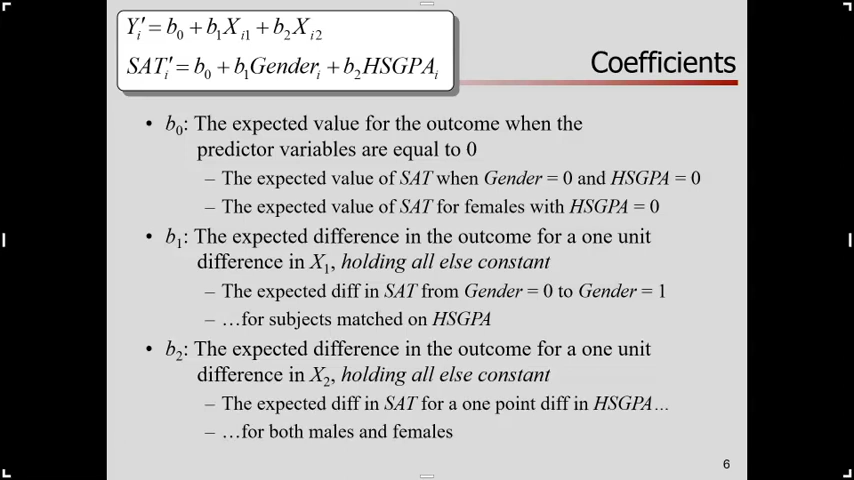 Y′ᵢ = b₀ + b₁Xᵢ₁ + b₂Xᵢ₂
SAT′ᵢ = b₀ + b₁Genderᵢ + b₂HSGPAᵢ
Coefficients
• b₀: The expected value for the outcome when the
predictor variables are equal to 0
– The expected value of SAT when Gender = 0 and HSGPA = 0
– The expected value of SAT for females with HSGPA = 0
• b₁: The expected difference in the outcome for a one unit
difference in X₁, holding all else constant
– The expected diff in SAT from Gender = 0 to Gender = 1
– …for subjects matched on HSGPA
• b₂: The expected difference in the outcome for a one unit
difference in X₂, holding all else constant
– The expected diff in SAT for a one point diff in HSGPA…
– …for both males and females
6